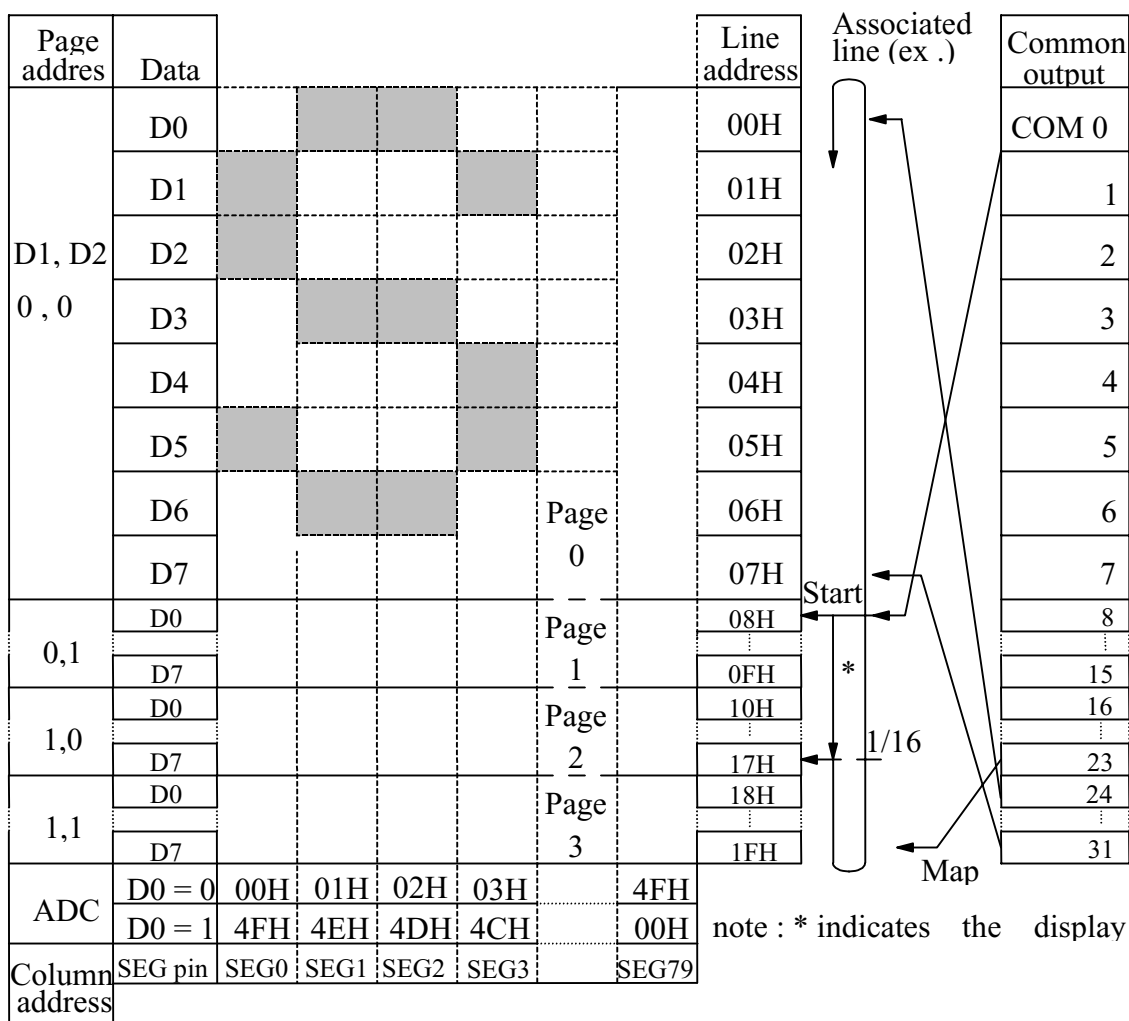 Page addres Data Line address Associated line (ex .) Common output
D0 00H COM 0
D1 01H 1
D1, D2 D2 02H 2
0 , 0 D3 03H 3
D4 04H 4
D5 05H 5
D6 Page 06H 6
D7 0 07H 7
Start
0,1 D0 Page 08H 8
D7 1 0FH * 15
1,0 D0 Page 10H 16
1/16
D7 2 17H 23
1,1 D0 Page 18H 24
D7 3 1FH 31
Map
ADC D0 = 0 00H 01H 02H 03H 4FH
D0 = 1 4FH 4EH 4DH 4CH 00H note : * indicates the display
Column address SEG pin SEG0 SEG1 SEG2 SEG3 SEG79